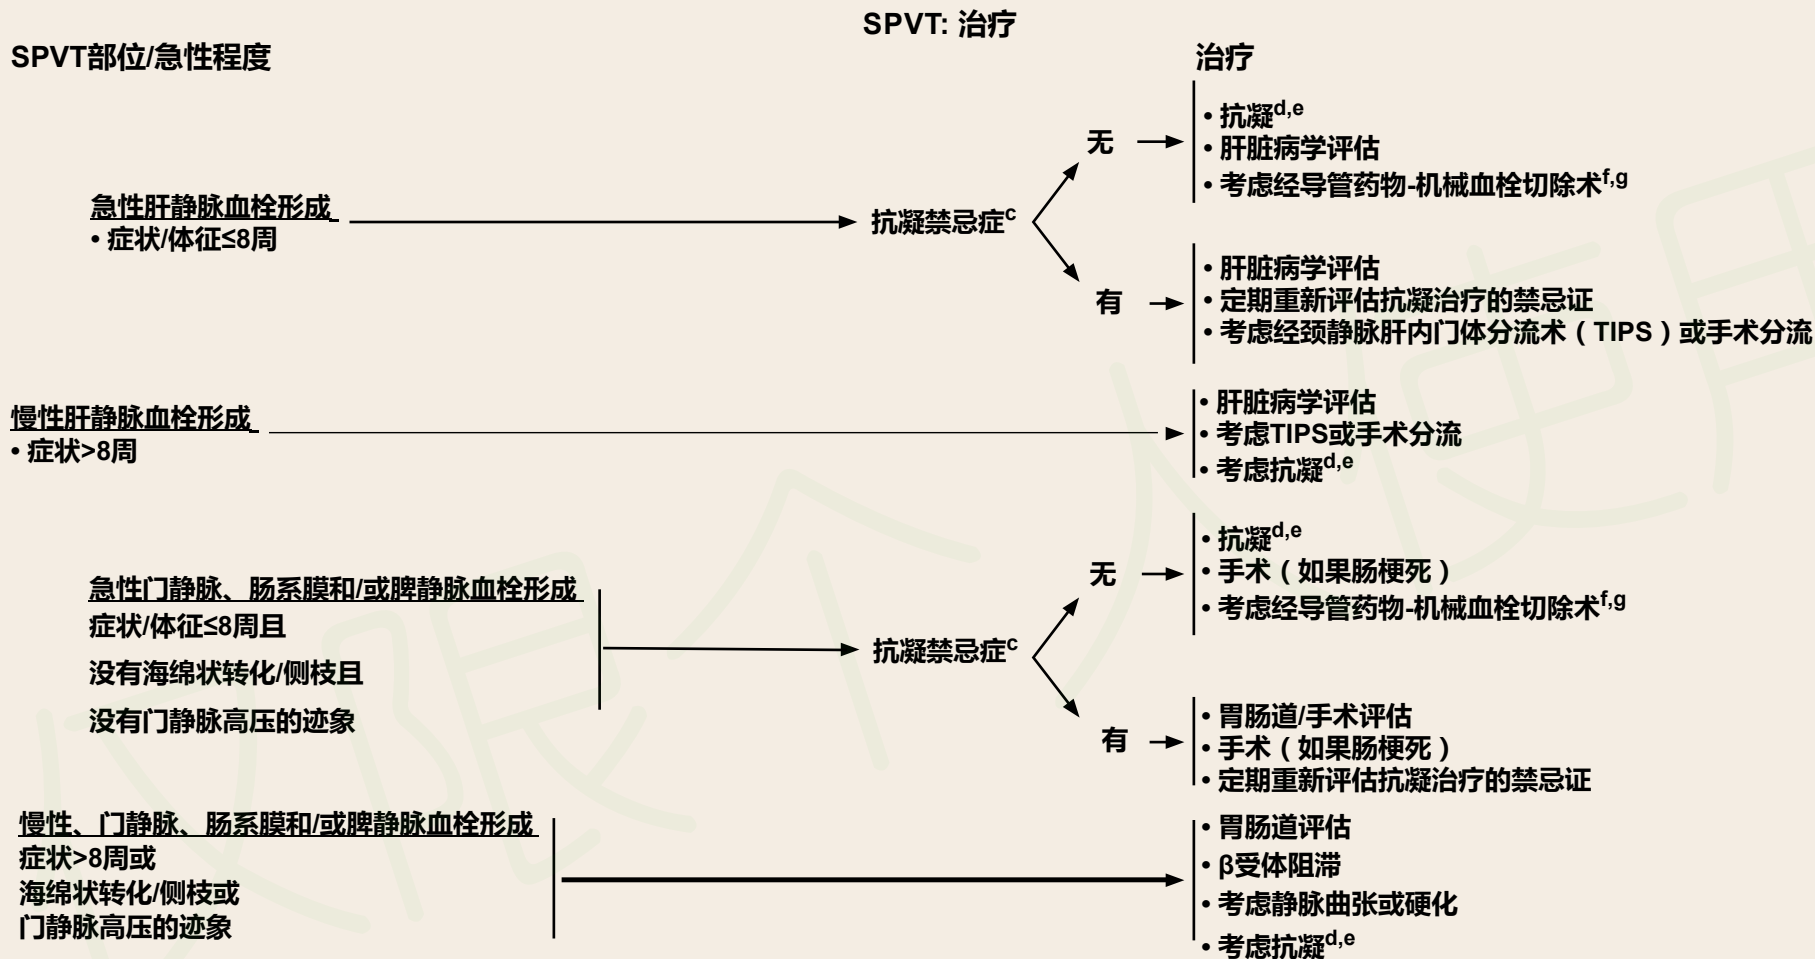 SPVT: 治疗
SPVT部位/急性程度
治疗
急性肝静脉血栓形成
• 症状/体征≤8周
抗凝禁忌症c
无
• 抗凝d,e
• 肝脏病学评估
• 考虑经导管药物-机械血栓切除术f,g
有
• 肝脏病学评估
• 定期重新评估抗凝治疗的禁忌证
• 考虑经颈静脉肝内门体分流术（TIPS）或手术分流
慢性肝静脉血栓形成
• 症状>8周
• 肝脏病学评估
• 考虑TIPS或手术分流
• 考虑抗凝d,e
急性门静脉、肠系膜和/或脾静脉血栓形成
症状/体征≤8周且
没有海绵状转化/侧枝且
没有门静脉高压的迹象
抗凝禁忌症c
无
• 抗凝d,e
• 手术（如果肠梗死）
• 考虑经导管药物-机械血栓切除术f,g
有
• 胃肠道/手术评估
• 手术（如果肠梗死）
• 定期重新评估抗凝治疗的禁忌证
慢性、门静脉、肠系膜和/或脾静脉血栓形成
症状>8周或
海绵状转化/侧枝或
门静脉高压的迹象
• 胃肠道评估
• β受体阻滞
• 考虑静脉曲张或硬化
• 考虑抗凝d,e
仅限个人使用